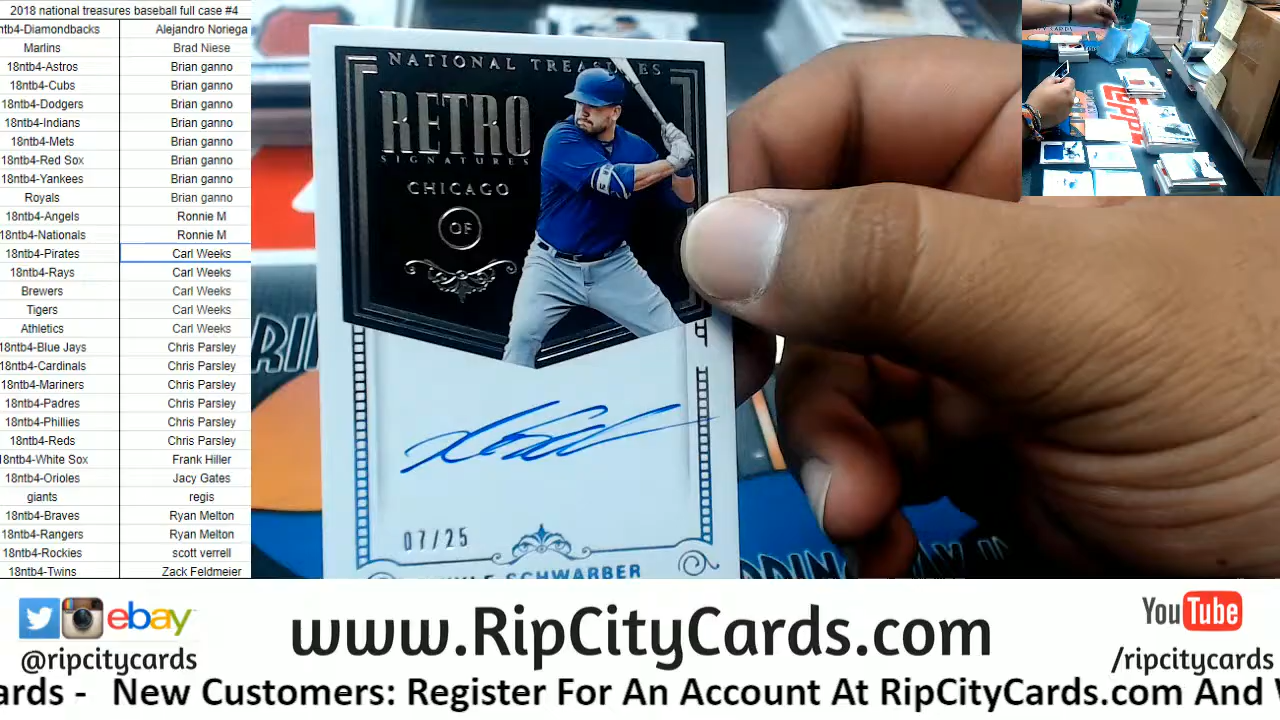 2018 national treasures baseball full case #4
ntb4-Diamondbacks Alejandro Noriega
Marlins Brad Niese
18ntb4-Astros Brian ganno
18ntb4-Cubs Brian ganno
18ntb4-Dodgers Brian ganno
18ntb4-Indians Brian ganno
18ntb4-Mets Brian ganno
18ntb4-Red Sox Brian ganno
18ntb4-Yankees Brian ganno
Royals Brian ganno
18ntb4-Angels Ronnie M
18ntb4-Nationals Ronnie M
18ntb4-Pirates Carl Weeks
18ntb4-Rays Carl Weeks
Brewers Carl Weeks
Tigers Carl Weeks
Athletics Carl Weeks
18ntb4-Blue Jays Chris Parsley
18ntb4-Cardinals Chris Parsley
18ntb4-Mariners Chris Parsley
18ntb4-Padres Chris Parsley
18ntb4-Phillies Chris Parsley
18ntb4-Reds Chris Parsley
18ntb4-White Sox Frank Hiller
18ntb4-Orioles Jacy Gates
giants regis
18ntb4-Braves Ryan Melton
18ntb4-Rangers Ryan Melton
18ntb4-Rockies scott verrell
18ntb4-Twins Zack Feldmeier
NATIONAL TREASURES
RETRO
SIGNATURES
CHICAGO
OF
07/25
SCHWARBER
ebay
@ripcitycards
www.RipCityCards.com
YouTube
/ripcitycards
ards - New Customers: Register For An Account At RipCityCards.com And